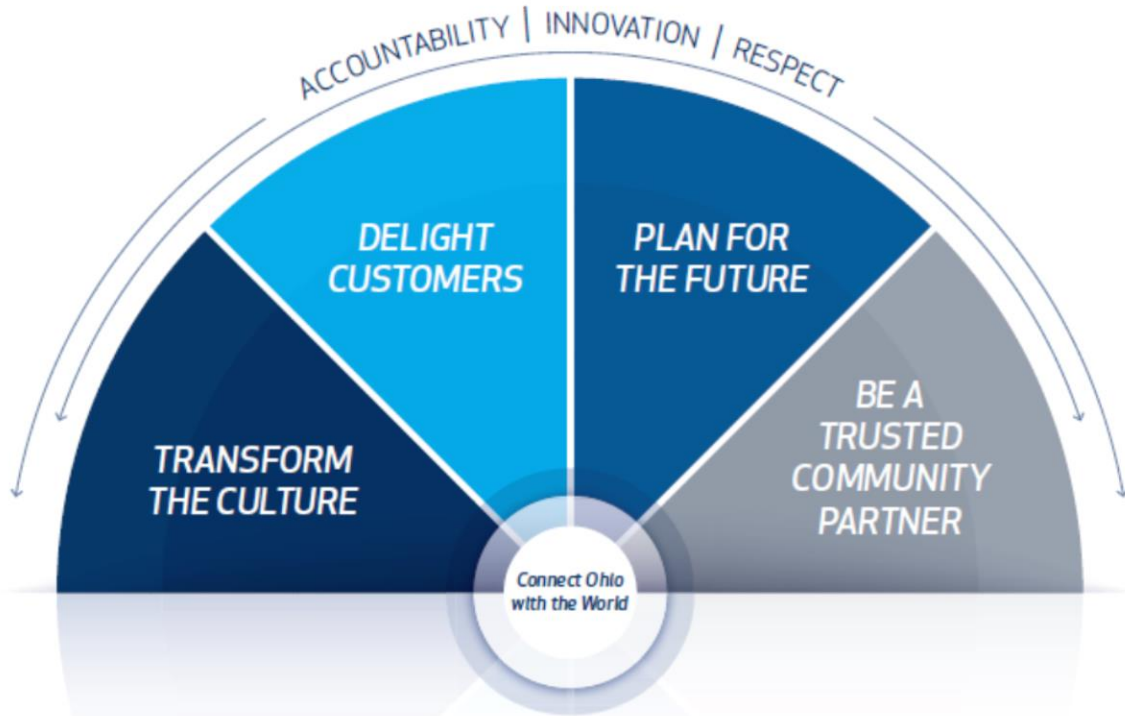 ACCOUNTABILITY | INNOVATION | RESPECT
TRANSFORM
THE CULTURE
DELIGHT
CUSTOMERS
PLAN FOR
THE FUTURE
BE A
TRUSTED
COMMUNITY
PARTNER
Connect Ohio
with the World